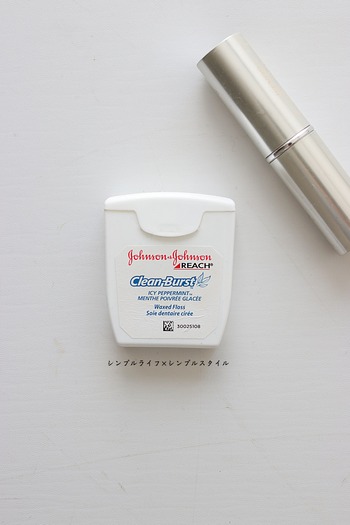 Johnson & Johnson
REACH®
Clean Burst
ICY PEPPERMINT™
MENTHE POIVRÉE GLACÉE
Waxed Floss
Soie dentaire cirée
30025108
シンプルライフ×シンプルスタイル